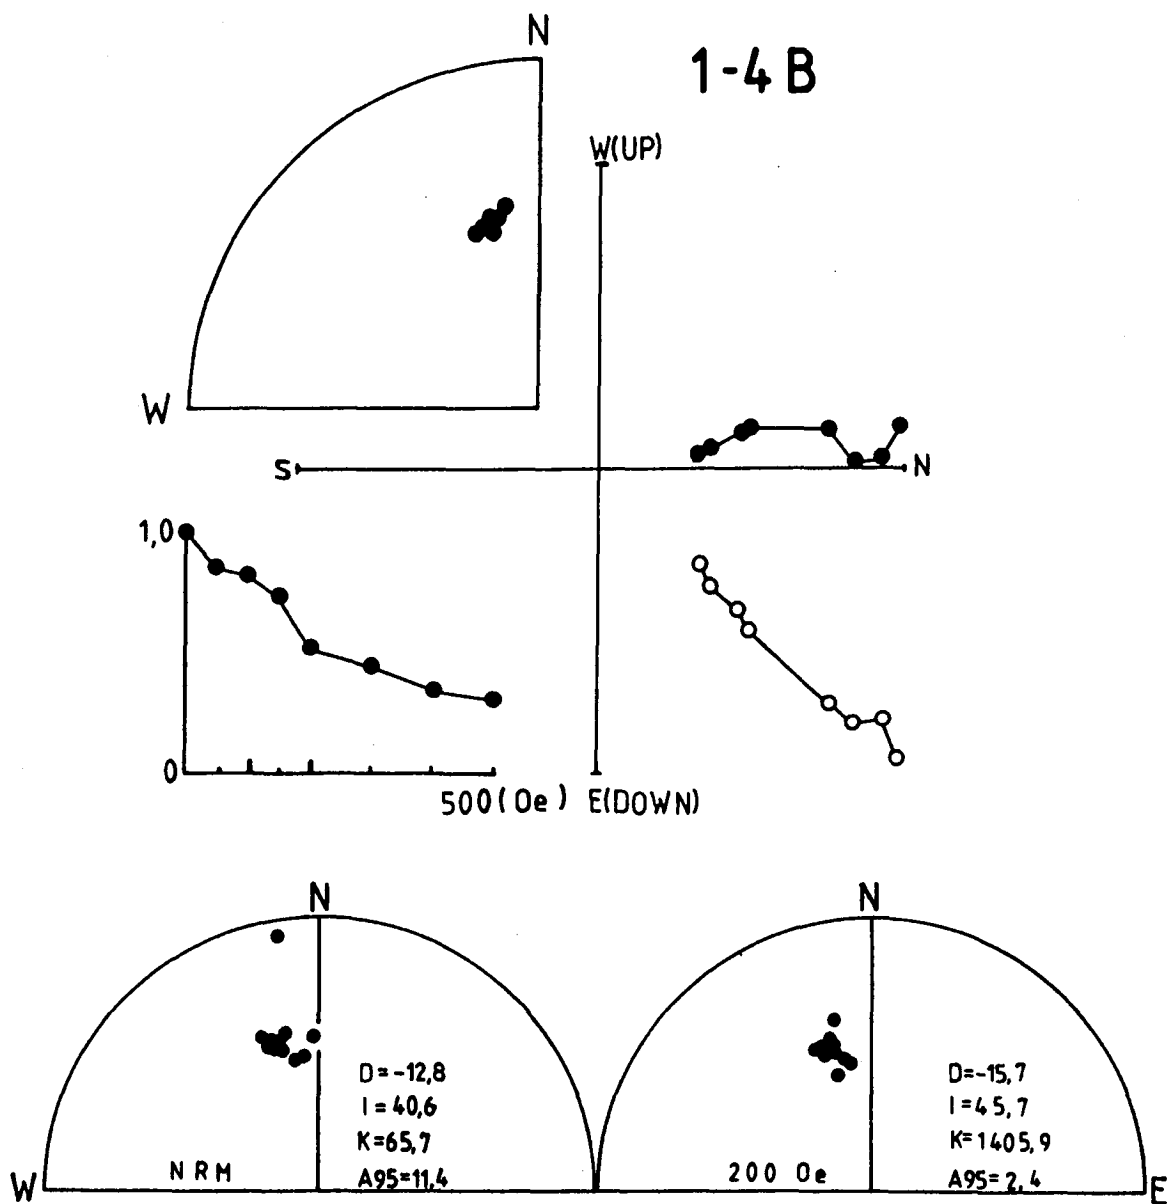 N
1-4 B
W(UP)
W
S
N
1,0
0
500(Oe)
E(DOWN)
N
N
D=-12,8
I=40,6
K=65,7
A95=11,4
NRM
W
D=-15,7
I=45,7
K=1405,9
A95=2,4
200 Oe
E